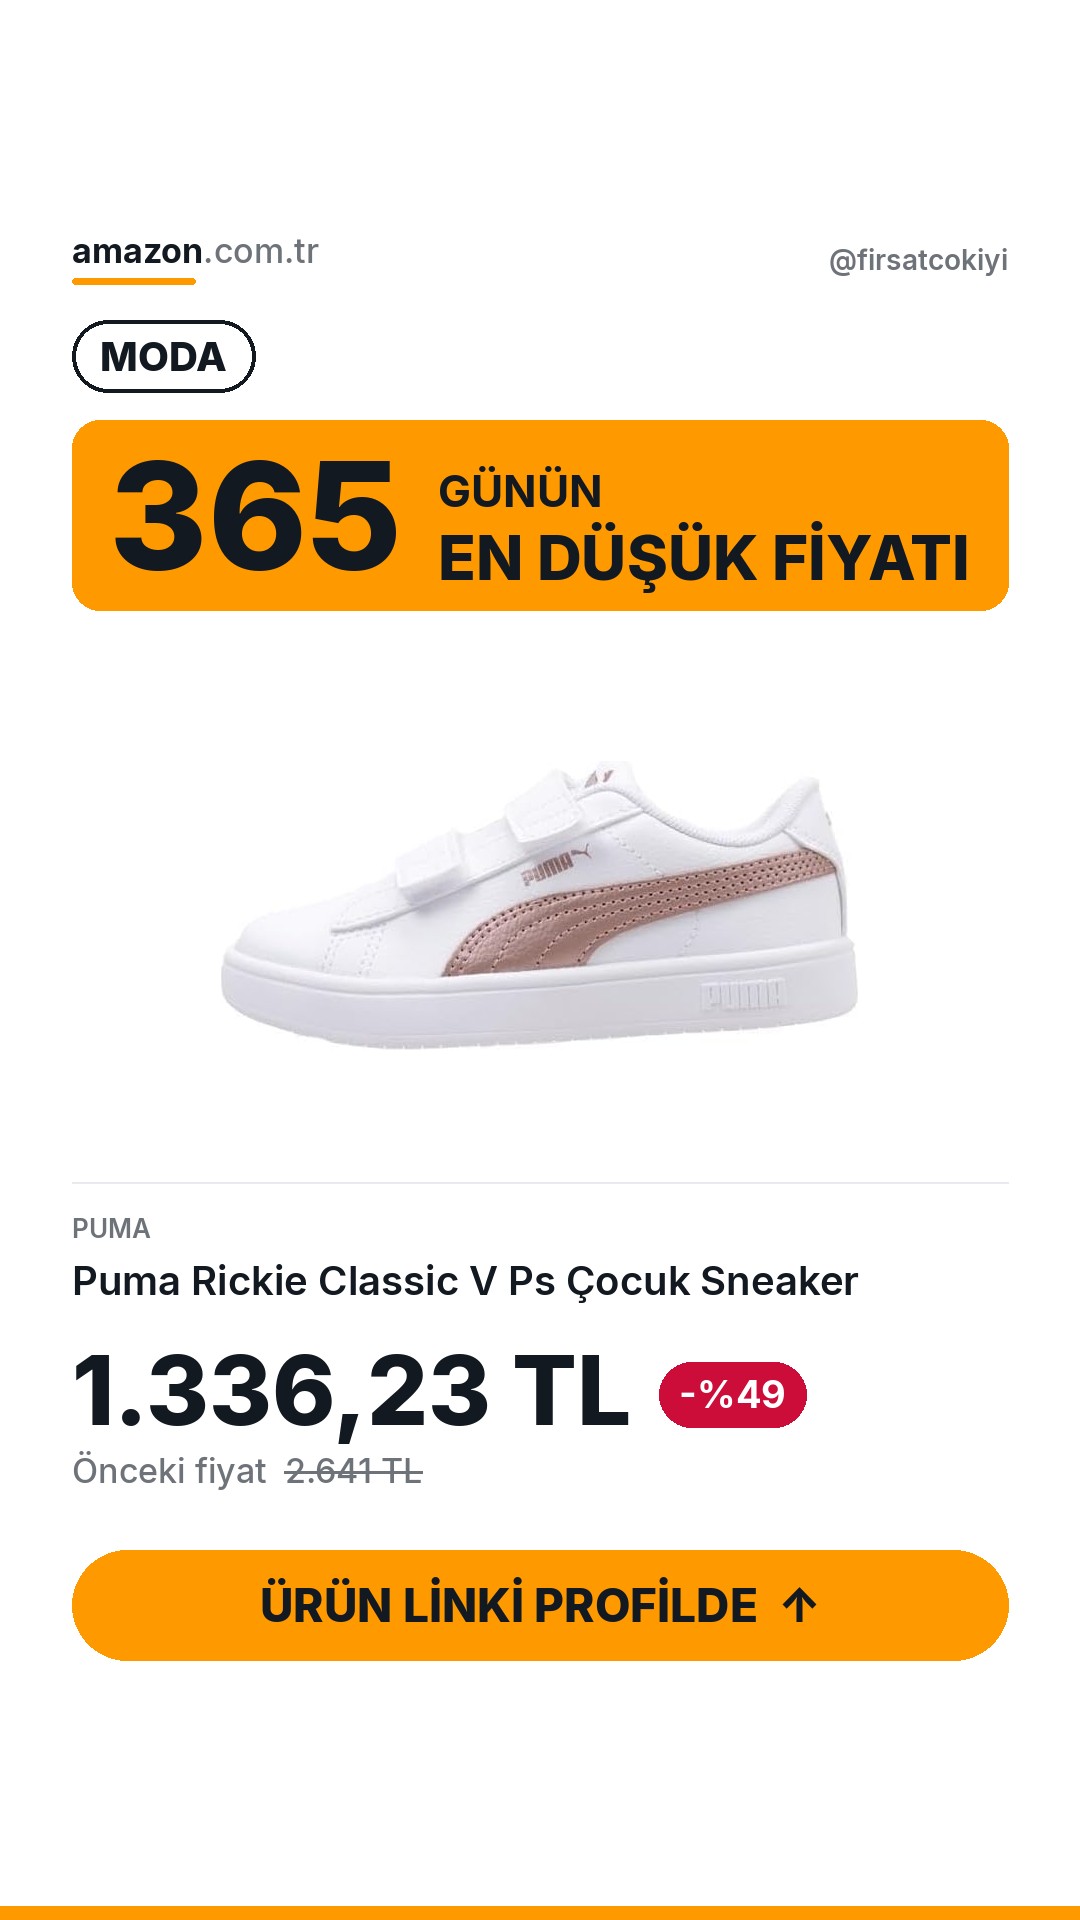 amazon.com.tr
@firsatcokiyi
MODA
365 GÜNÜN
EN DÜŞÜK FİYATI
PUMA
PUMA
PUMA
Puma Rickie Classic V Ps Çocuk Sneaker
1.336,23 TL -%49
Önceki fiyat 2.641 TL
ÜRÜN LİNKİ PROFİLDE ↑